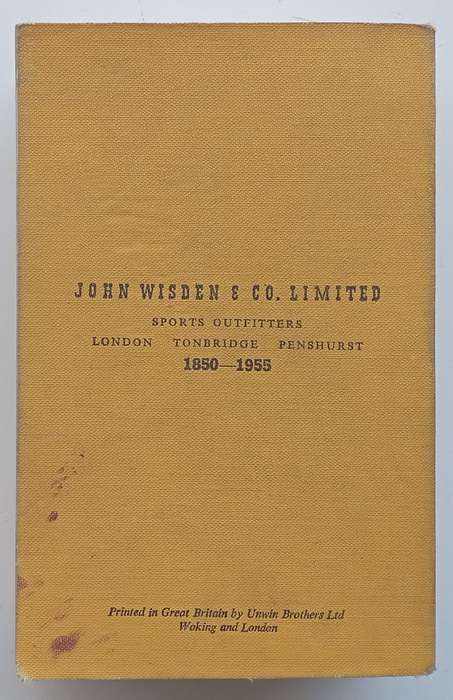 JOHN WISDEN & CO. LIMITED
SPORTS OUTFITTERS
LONDON TONBRIDGE PENSHURST
1850—1955
Printed in Great Britain by Unwin Brothers Ltd
Woking and London